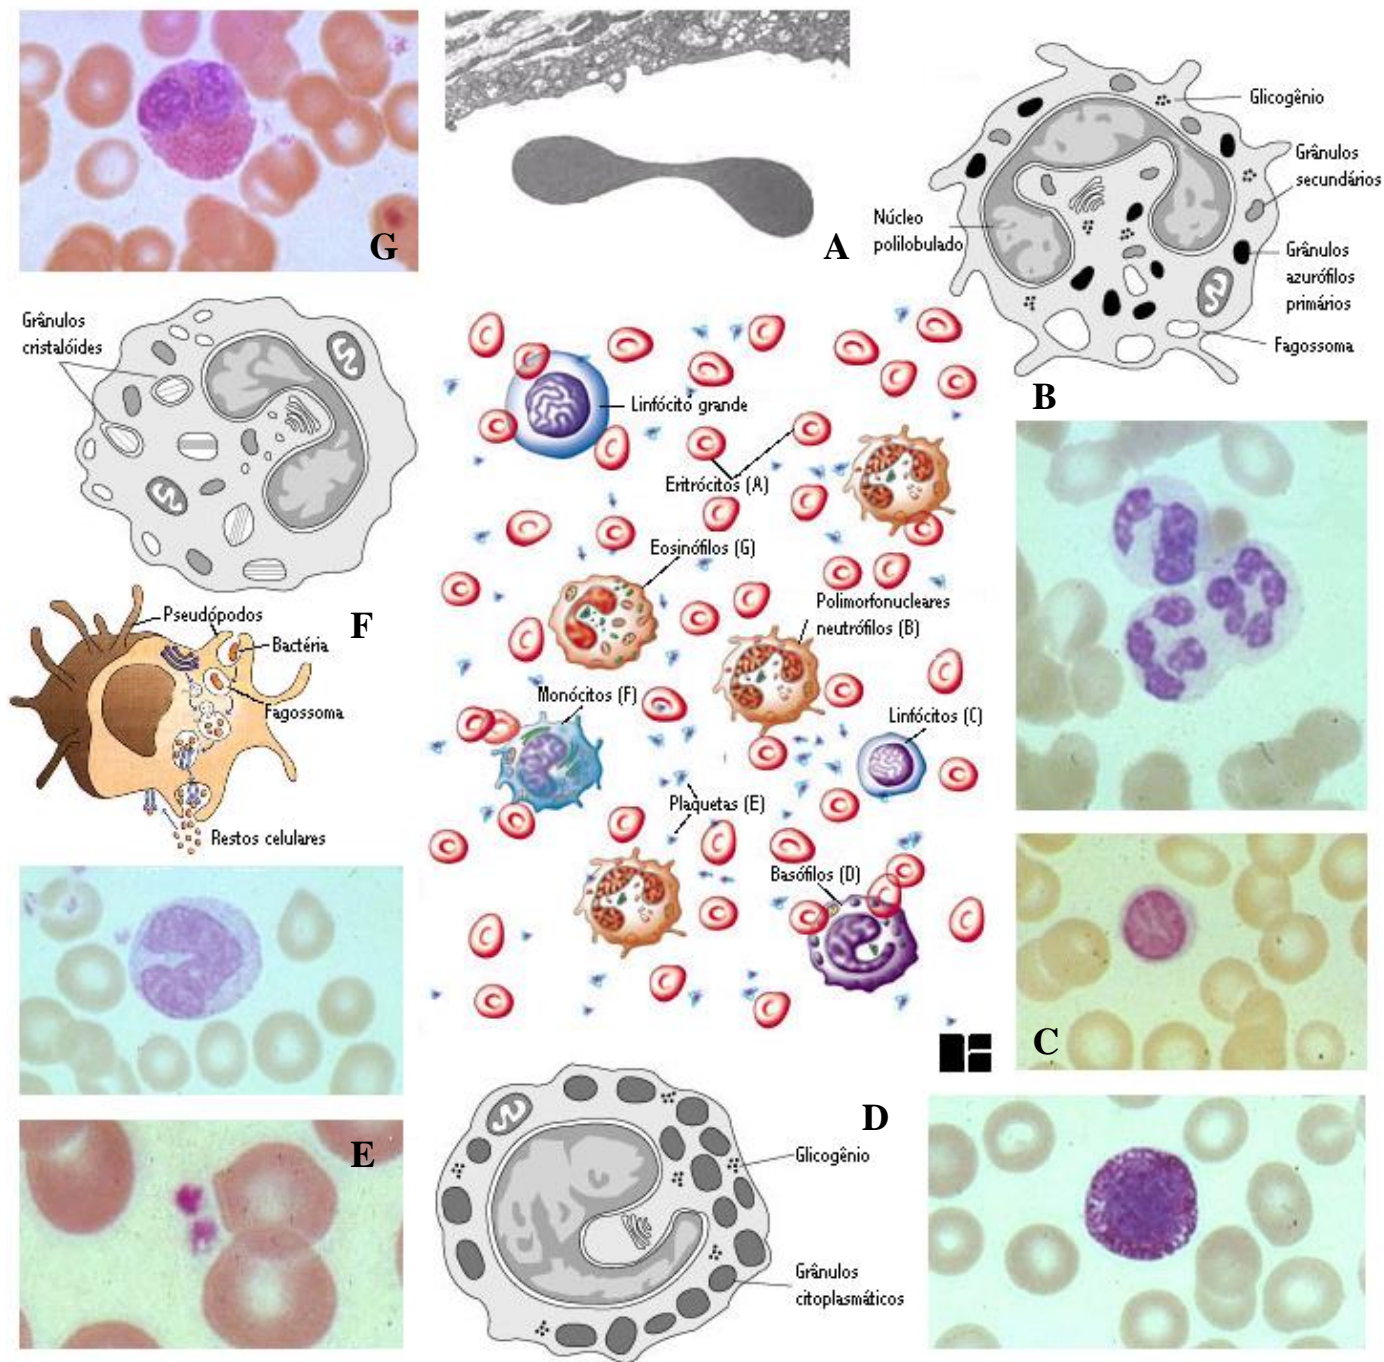 G
A
Glicogênio
Grânulos
secundários
Núcleo
polilobulado
Grânulos
azurófilos
primários
Fagossoma
B
Grânulos
cristalóides
F
Linfócito grande
Eritrócitos (A)
Eosinófilos (G)
Polimorfonucleares
neutrófilos (B)
Monócitos (F)
Linfócitos (C)
Plaquetas (E)
Basófilos (D)
Pseudópodos
Bactéria
Fagossoma
Restos celulares
C
E
D
Glicogênio
Grânulos
citoplasmáticos